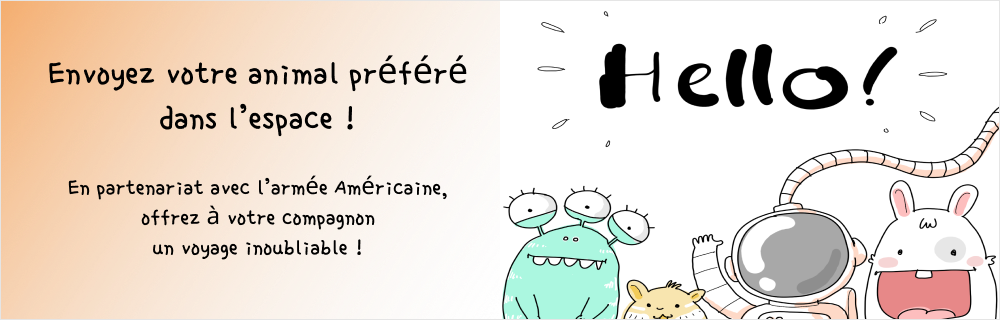 Envoyez votre animal préféré
dans l'espace !
En partenariat avec l'armée Américaine,
offrez à votre compagnon
un voyage inoubliable !
Hello!